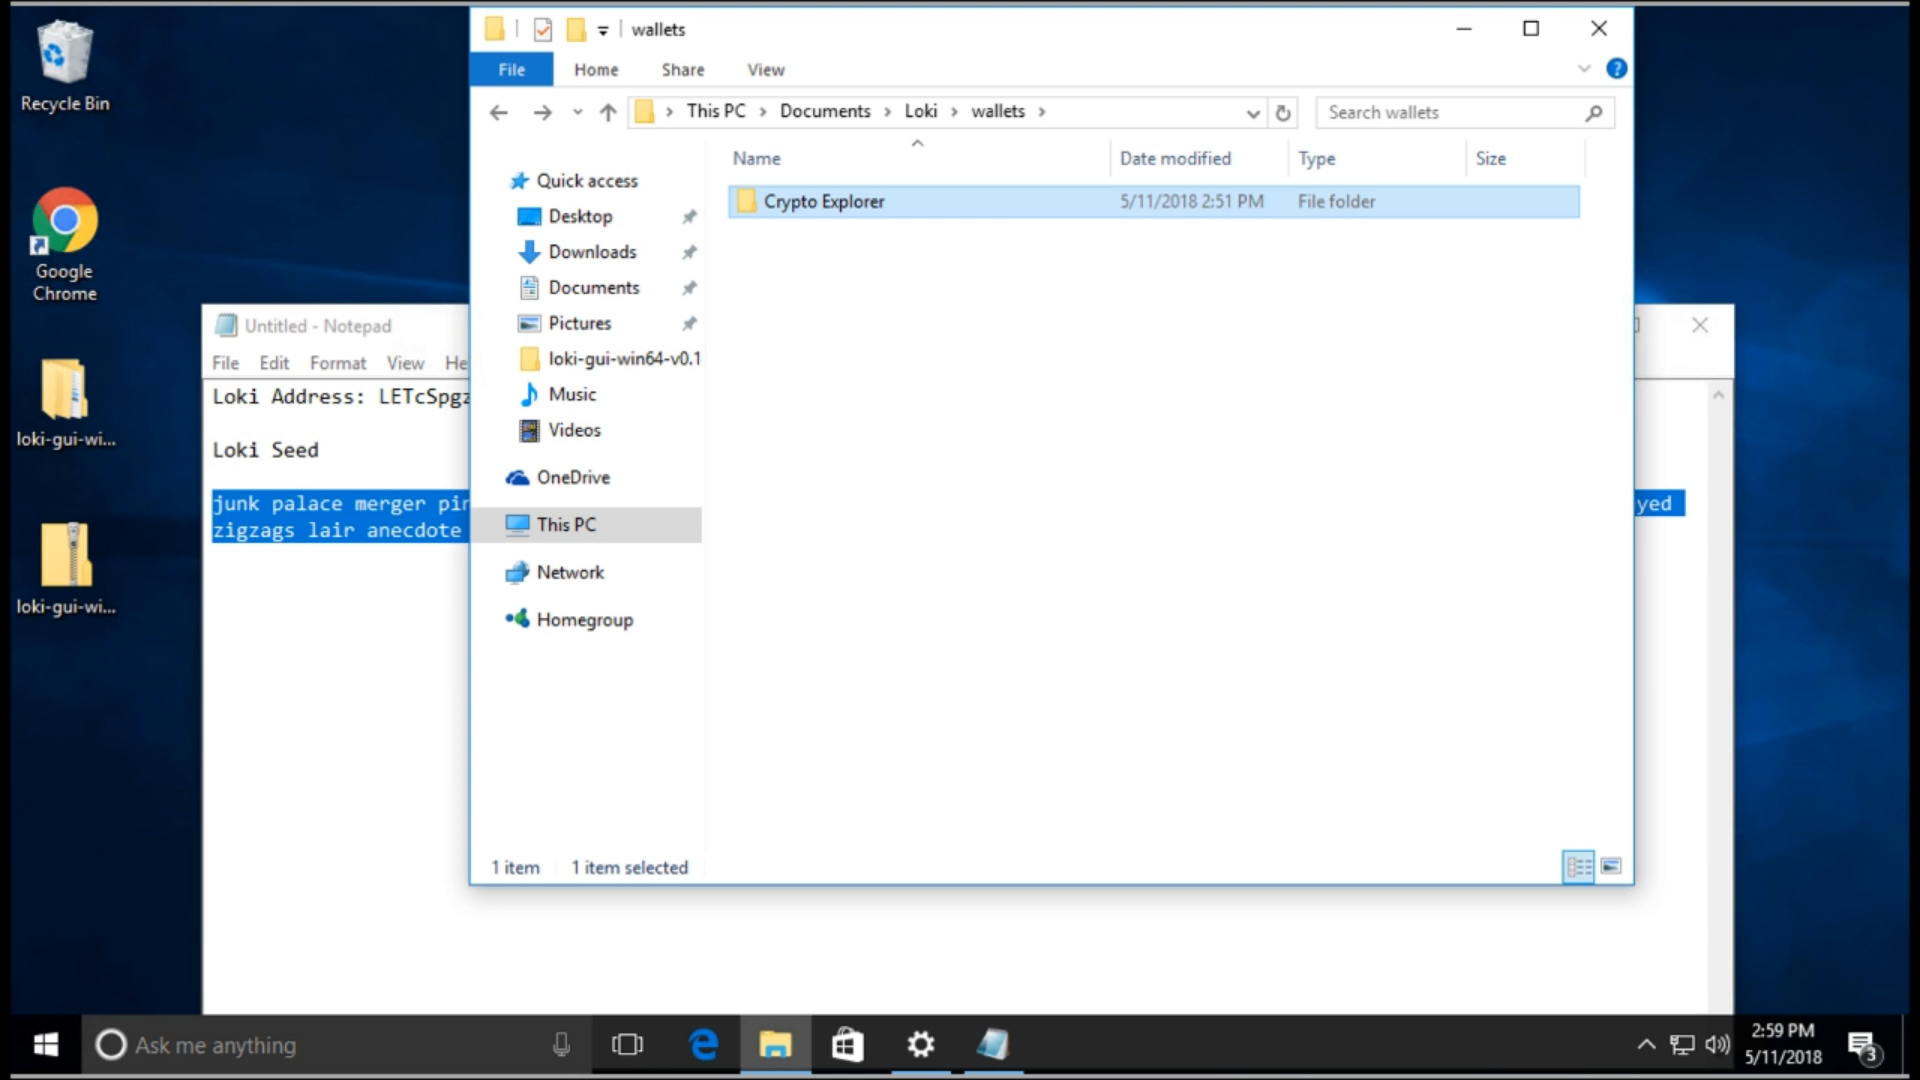 Recycle Bin
Google
Chrome
loki-gui-wi...
loki-gui-wi...
wallets
File Home Share View
This PC > Documents > Loki > wallets >
Search wallets
Name Date modified Type Size
Crypto Explorer 5/11/2018 2:51 PM File folder
Quick access
Desktop
Downloads
Documents
Pictures
loki-gui-win64-v0.1
Music
Videos
OneDrive
This PC
Network
Homegroup
1 item 1 item selected
Untitled - Notepad
File Edit Format View He
Loki Address: LETcSpgz
Loki Seed
junk palace merger pin yed
zigzags lair anecdote
Ask me anything
2:59 PM
5/11/2018
3